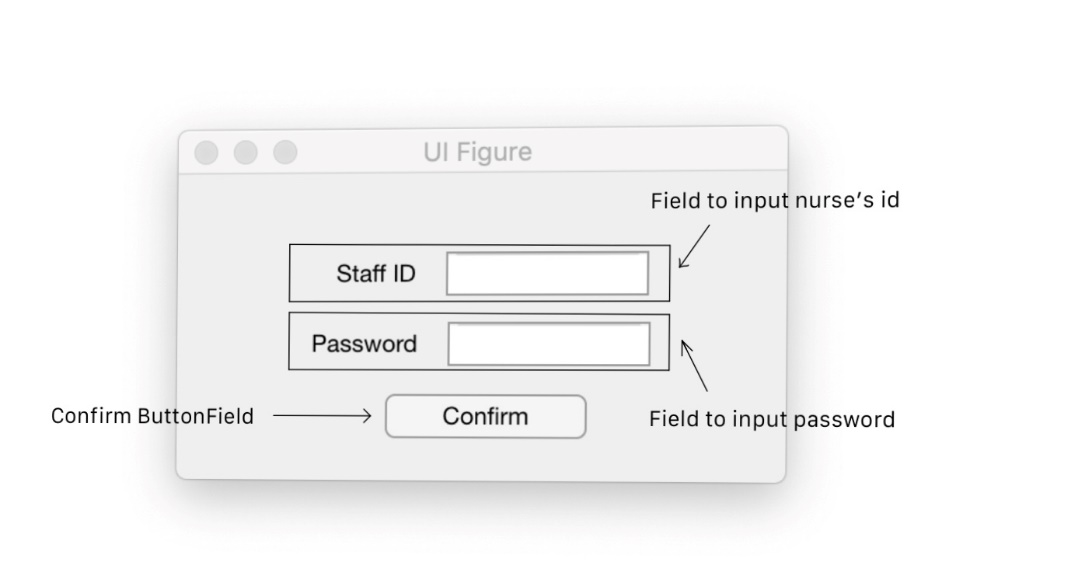 UI Figure
Field to input nurse's id
Staff ID
Password
Confirm ButtonField
Confirm
Field to input password